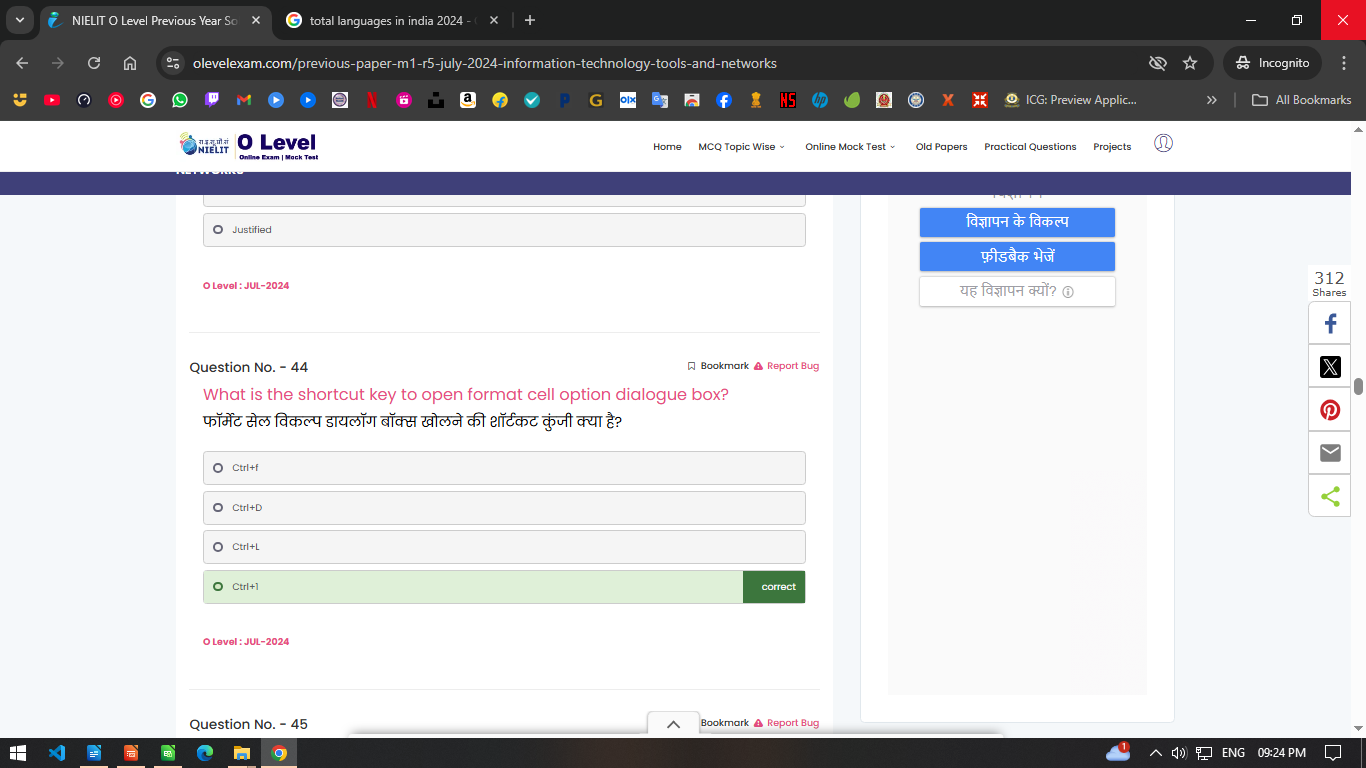 NIELIT O Level Previous Year So
total languages in india 2024 -
olevelexam.com/previous-paper-m1-r5-july-2024-information-technology-tools-and-networks
Incognito
ICG: Preview Applic...
All Bookmarks
रा.इ.सू.प्रौ.सं
NIELIT
O Level
Online Exam | Mock Test
Home
MCQ Topic Wise
Online Mock Test
Old Papers
Practical Questions
Projects
NETWORKS
Justified
O Level : JUL-2024
विज्ञापन के विकल्प
फ़ीडबैक भेजें
यह विज्ञापन क्यों?
312
Shares
Question No. - 44
Bookmark
Report Bug
What is the shortcut key to open format cell option dialogue box?
फॉर्मेट सेल विकल्प डायलॉग बॉक्स खोलने की शॉर्टकट कुंजी क्या है?
Ctrl+f
Ctrl+D
Ctrl+L
Ctrl+1
correct
O Level : JUL-2024
Question No. - 45
Bookmark
Report Bug
1
ENG
09:24 PM